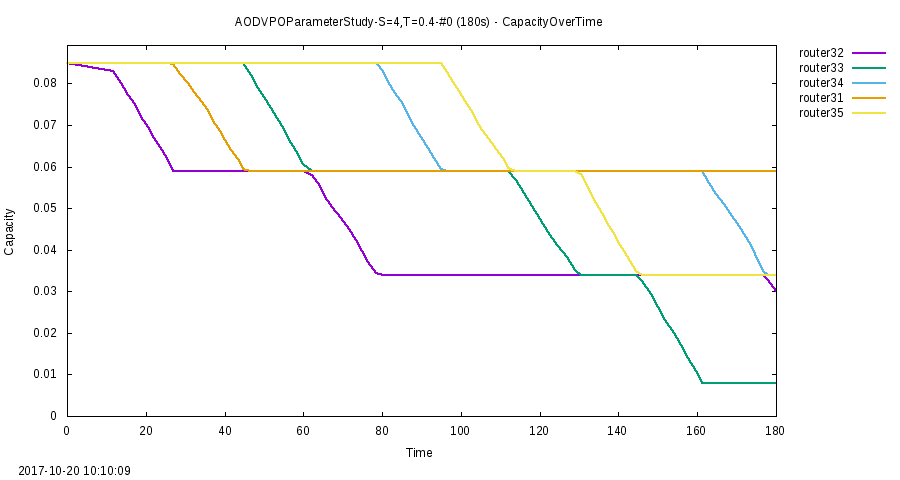 AODVPOParameterStudy-S=4,T=0.4-#0 (180s) - CapacityOverTime
router32
router33
router34
router31
router35
0.08
0.07
0.06
0.05
0.04
0.03
0.02
0.01
0
Capacity
0 20 40 60 80 100 120 140 160 180
Time
2017-10-20 10:10:09